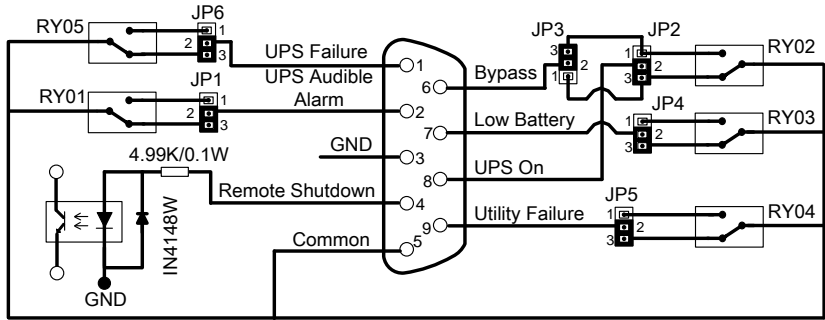 RY05
JP6
1
2
3
UPS Failure
1
RY01
JP1
1
2
3
UPS Audible
Alarm
2
GND
3
4.99K/0.1W
Remote Shutdown
4
IN4148W
GND
Common
5
6
Bypass
JP3
3
2
1
JP2
1
2
3
RY02
7
Low Battery
JP4
1
2
3
RY03
8
UPS On
9
Utility Failure
JP5
1
2
3
RY04